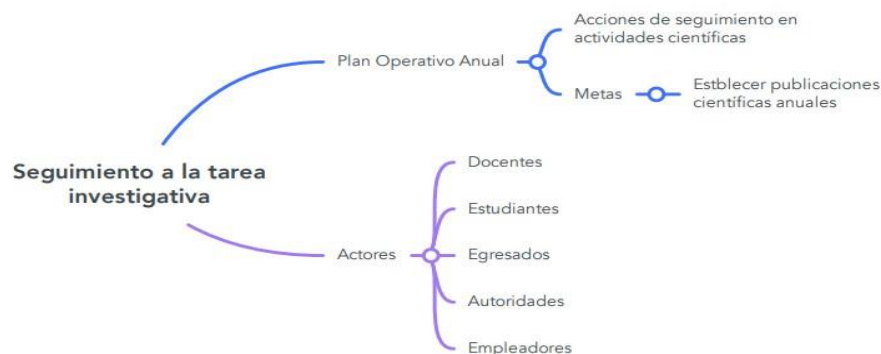 Seguimiento a la tarea
investigativa
Plan Operativo Anual
Acciones de seguimiento en
actividades científicas
Metas
Estblecer publicaciones
científicas anuales
Actores
Docentes
Estudiantes
Egresados
Autoridades
Empleadores